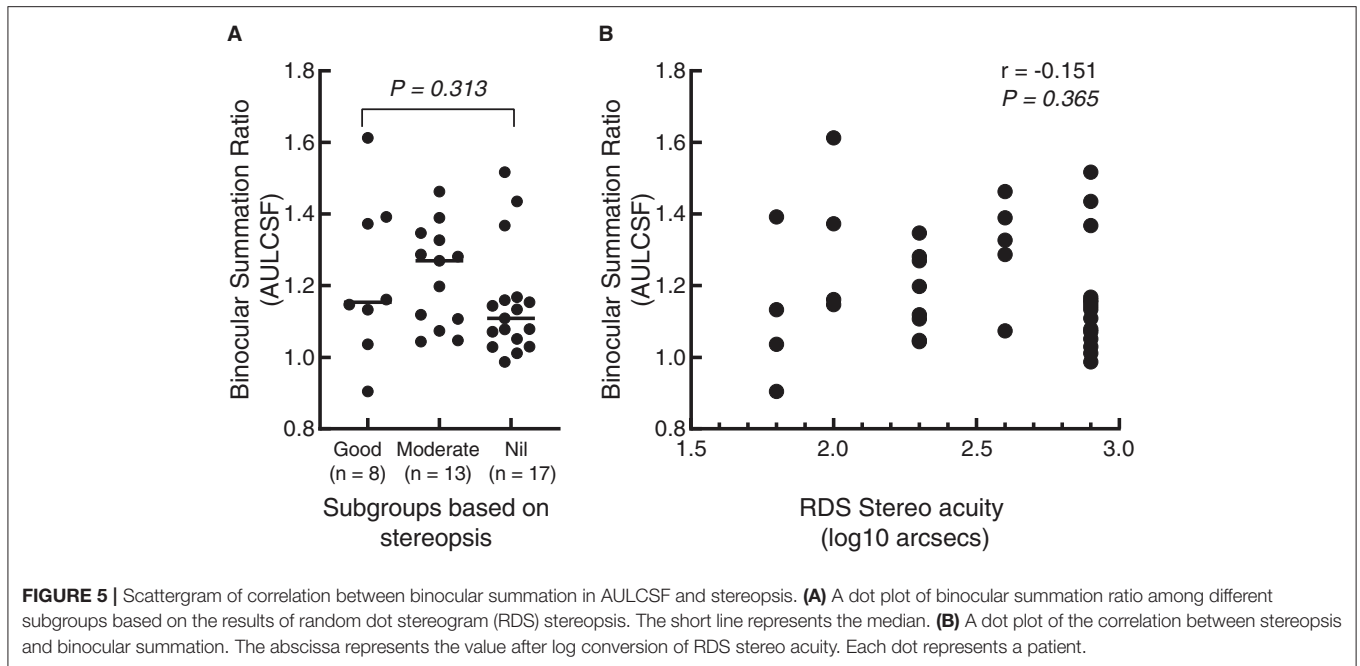 A
Binocular Summation Ratio
(AULCSF)
1.8
1.6
1.4
1.2
1.0
0.8
P = 0.313
Good Moderate Nil
(n = 8) (n = 13) (n = 17)
Subgroups based on
stereopsis
B
Binocular Summation Ratio
(AULCSF)
1.8
1.6
1.4
1.2
1.0
0.8
r = -0.151
P = 0.365
1.5 2.0 2.5 3.0
RDS Stereo acuity
(log10 arcsecs)
FIGURE 5 | Scattergram of correlation between binocular summation in AULCSF and stereopsis. (A) A dot plot of binocular summation ratio among different
subgroups based on the results of random dot stereogram (RDS) stereopsis. The short line represents the median. (B) A dot plot of the correlation between stereopsis
and binocular summation. The abscissa represents the value after log conversion of RDS stereo acuity. Each dot represents a patient.